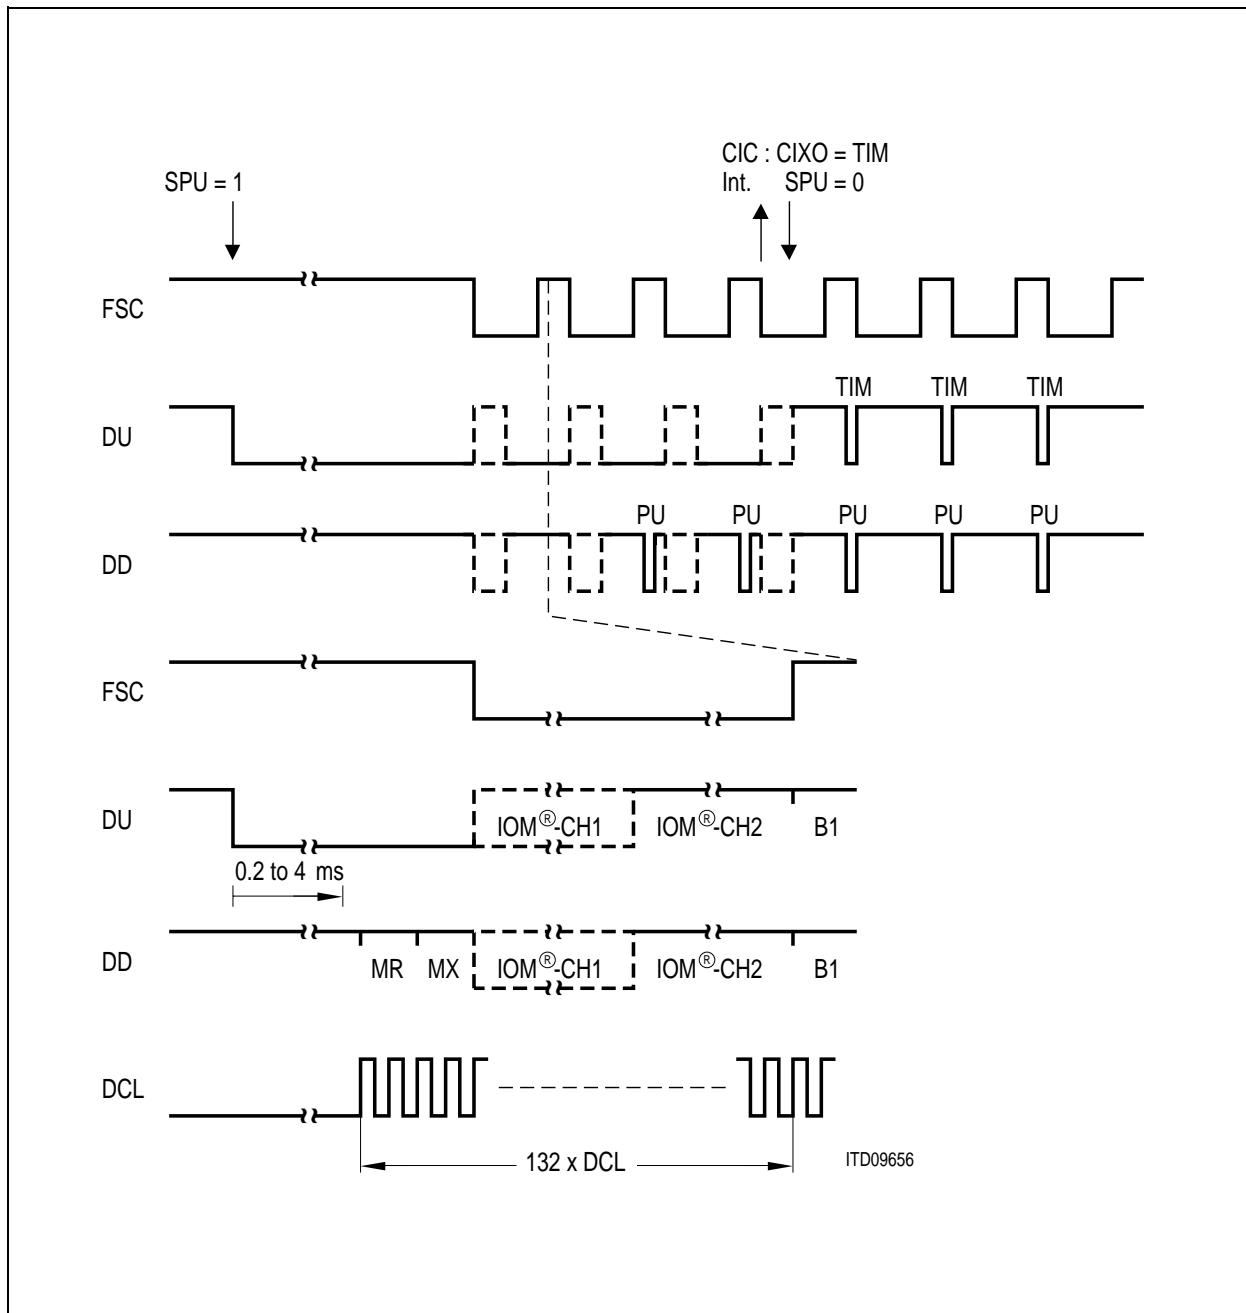 CIC : CIXO = TIM
SPU = 1
Int. SPU = 0
FSC
TIM TIM TIM
DU
PU PU PU PU PU
DD
FSC
DU
IOM®-CH1 IOM®-CH2 B1
0.2 to 4 ms
DD
MR MX IOM®-CH1 IOM®-CH2 B1
DCL
132 x DCL
ITD09656